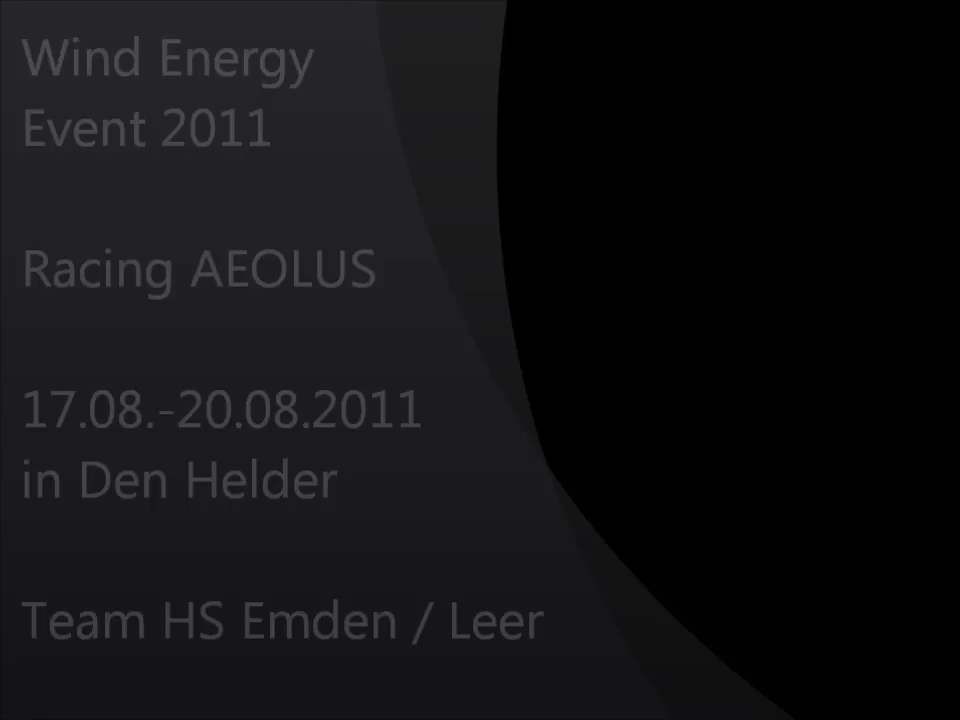 Wind Energy
Event 2011
Racing AEOLUS
17.08.-20.08.2011
in Den Helder
Team HS Emden / Leer